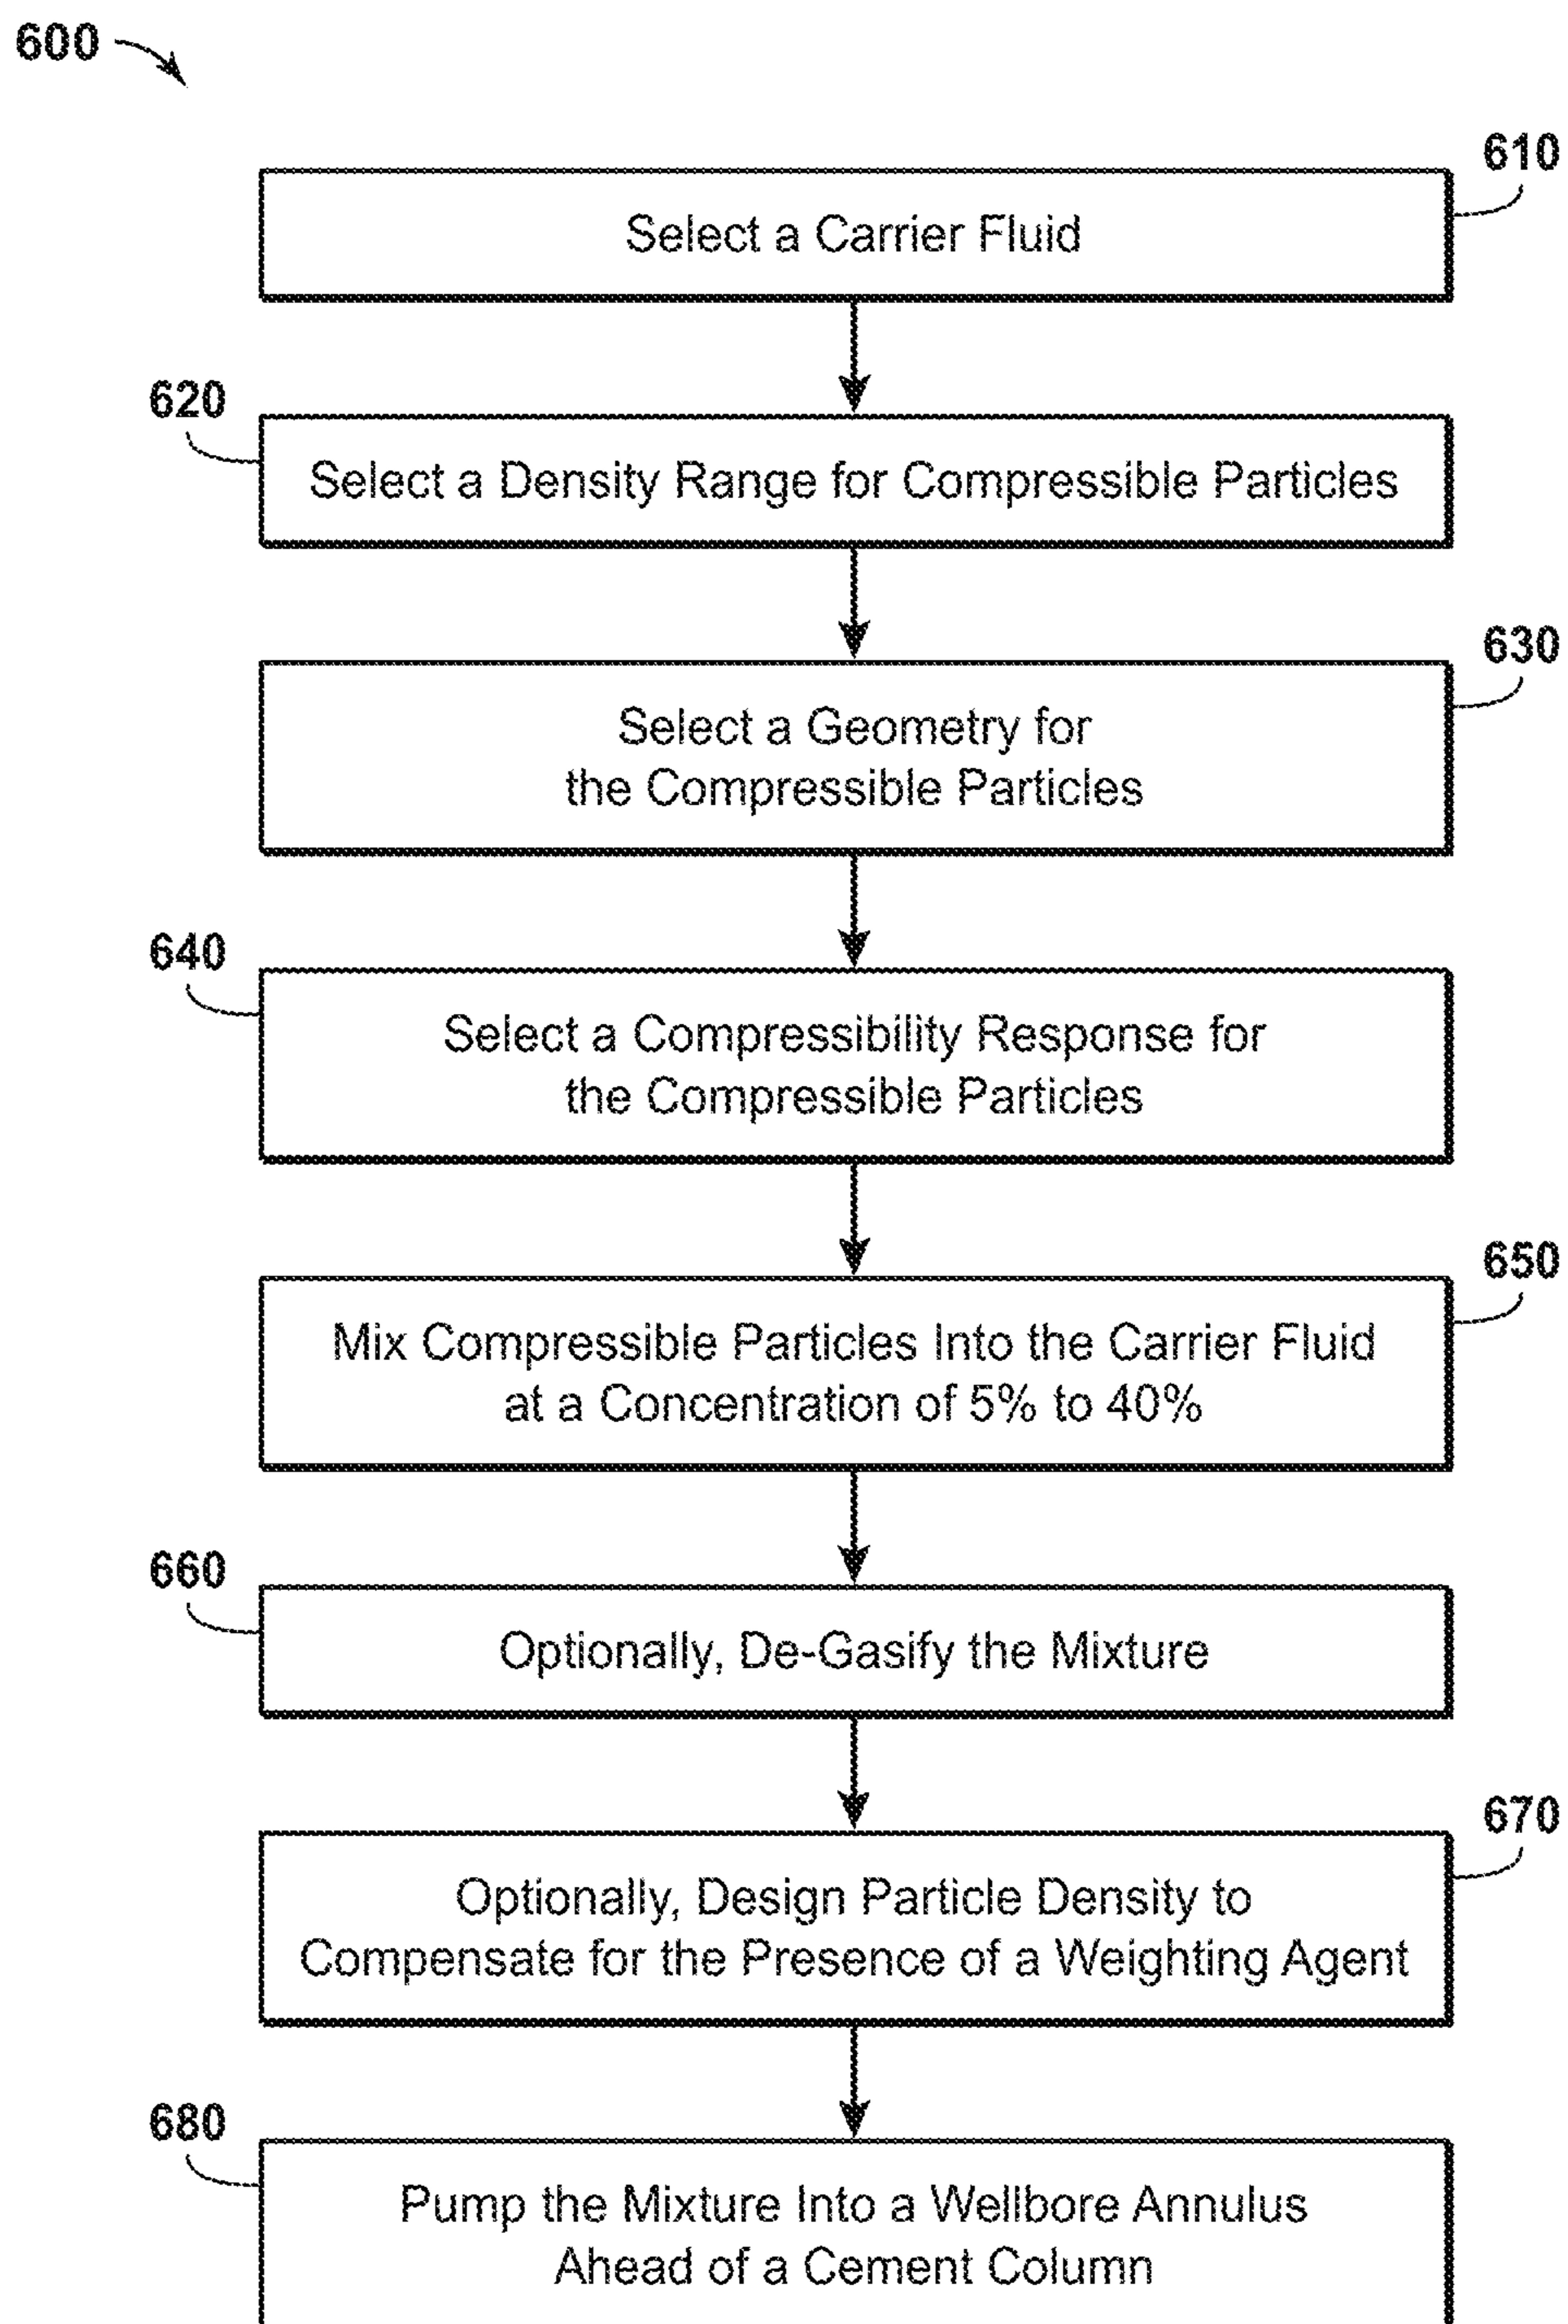 600
610
Select a Carrier Fluid
620
Select a Density Range for Compressible Particles
630
Select a Geometry for
the Compressible Particles
640
Select a Compressibility Response for
the Compressible Particles
650
Mix Compressible Particles Into the Carrier Fluid
at a Concentration of 5% to 40%
660
Optionally, De-Gasify the Mixture
670
Optionally, Design Particle Density to
Compensate for the Presence of a Weighting Agent
680
Pump the Mixture Into a Wellbore Annulus
Ahead of a Cement Column